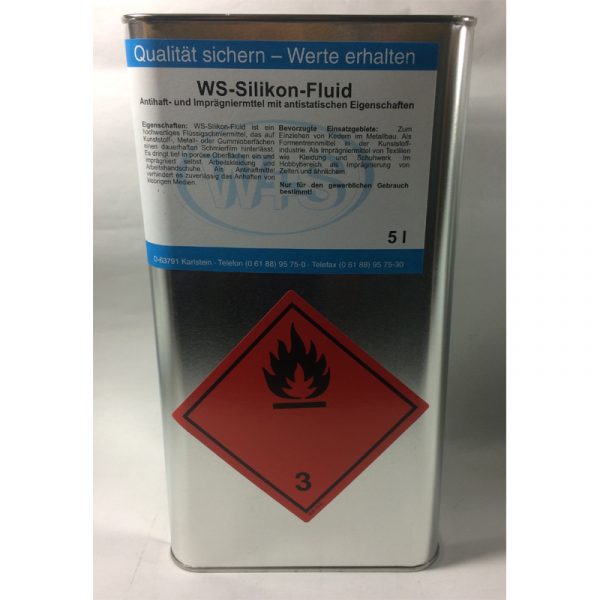 Qualität sichern – Werte erhalten
WS-Silikon-Fluid
Antihaft- und Imprägniermttel mit antistatischen Eigenschaften
Eigenschaften: WS-Silikon-Fluid ist ein
hochwertiges Flüssigschmiermittel, das auf
Kunststoff-, Metall- oder Gummioberflächen
einen dauerhaften Schmierfilm hinterlässt.
Es dringt tief in poröse Oberflächen ein und
imprägniert selbst Arbeitskleidung und
Arbeitshandschuhe. Als Antihaftmittel
verhindert es zuverlässig das Anhaften von
klebrigen Medien.
Bevorzugte Einsatzgebiete: Zum
Einziehen von Kedern im Metallbau. Als
Formentrennmittel in der Kunststoff-
industrie. Als Imprägniermittel von Textilien
wie Kleidung und Schuhwerk. Im
Hobbybereich als Imprägnierung von
Zelten und ähnlichem.
Nur für den gewerblichen Gebrauch
bestimmt!
5 l
D-63791 Karlstein - Telefon (0 61 88) 95 75-0 - Telefax (0 61 88) 95 75-30
3